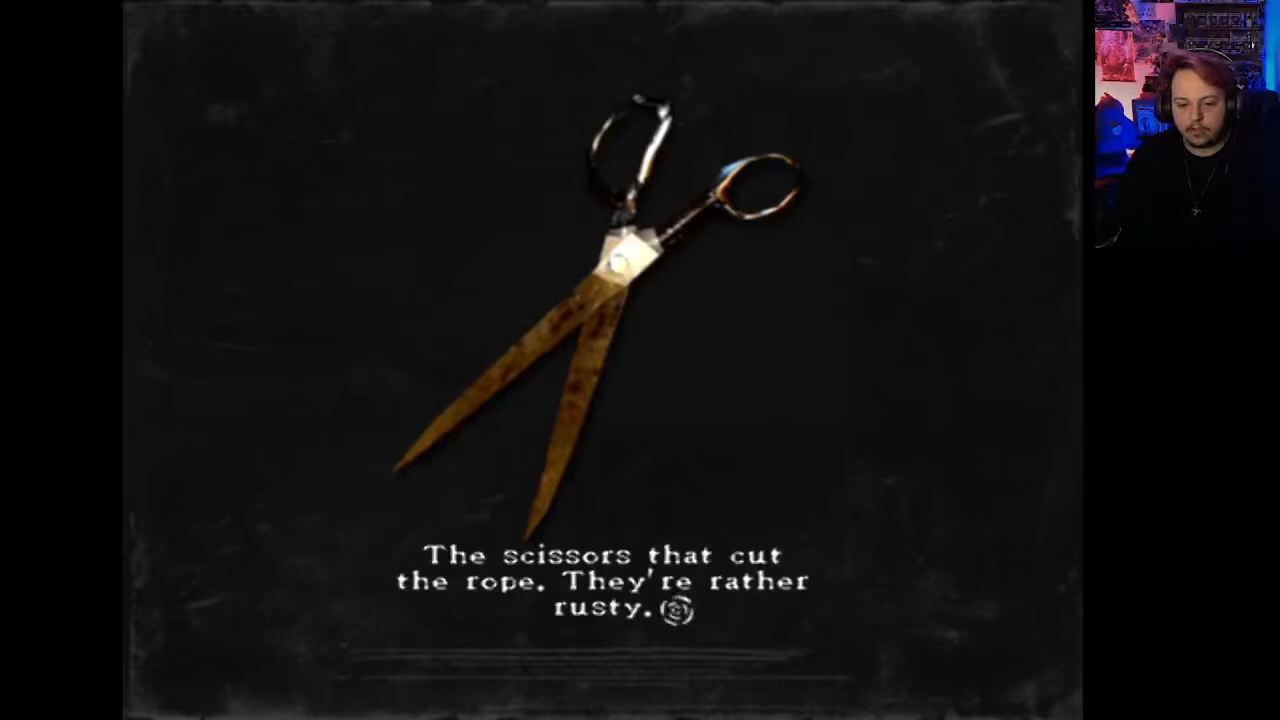 The scissors that cut
the rope. They're rather
rusty.